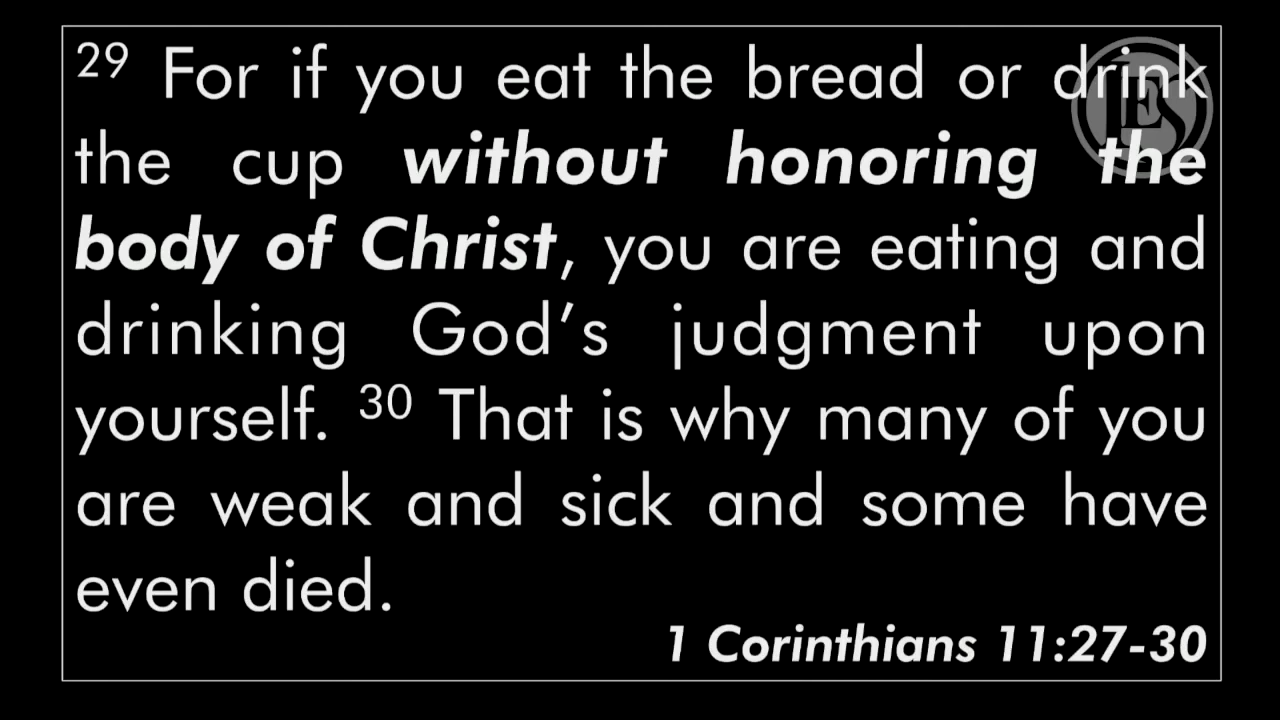 29 For if you eat the bread or drink
the cup without honoring the
body of Christ, you are eating and
drinking God’s judgment upon
yourself. 30 That is why many of you
are weak and sick and some have
even died.
1 Corinthians 11:27-30